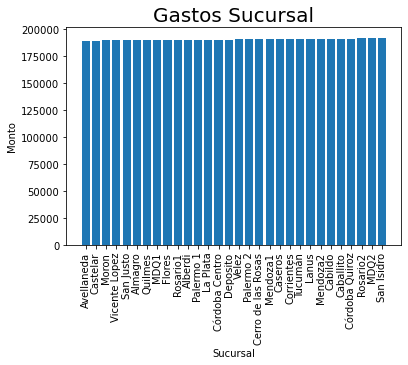 Gastos Sucursal
Monto
200000
175000
150000
125000
100000
75000
50000
25000
0
Avellaneda
Castelar
Moron
Vicente Lopez
San Justo
Almagro
Quilmes
MDQ1
Flores
Rosario1
Alberdi
Palermo 1
La Plata
Córdoba Centro
Deposito
Velez
Palermo 2
Cerro de las Rosas
Mendoza1
Caseros
Corrientes
Tucumán
Lanus
Mendoza2
Cabildo
Caballito
Córdoba Quiroz
Rosario2
MDQ2
San Isidro
Sucursal